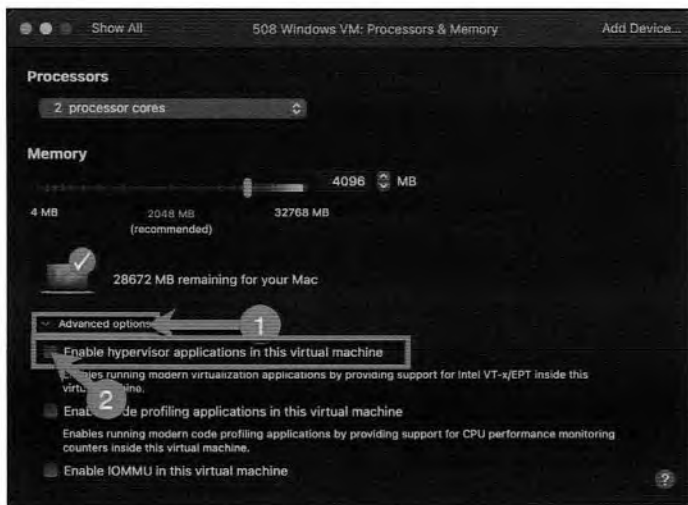 Show All 508 Windows VM: Processors & Memory Add Device...
Processors
2 processor cores
Memory
4096 MB
4 MB 2048 MB 32768 MB
(recommended)
28672 MB remaining for your Mac
Advanced options 1
Enable hypervisor applications in this virtual machine
running modern virtualization applications by providing support for Intel VT-x/EPT inside this
2
code profiling applications in this virtual machine
Enables running modern code profiling applications by providing support for CPU performance monitoring
counters inside this virtual machine.
Enable IOMMU in this virtual machine
?